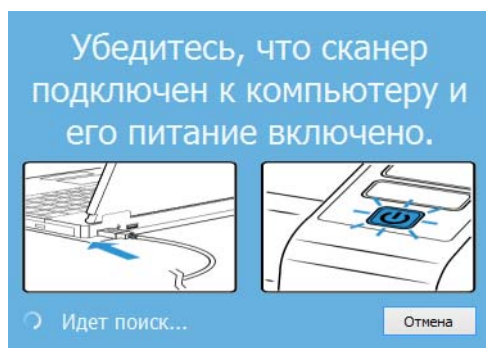 Убедитесь, что сканер
подключен к компьютеру и
его питание включено.
Идет поиск...
Отмена